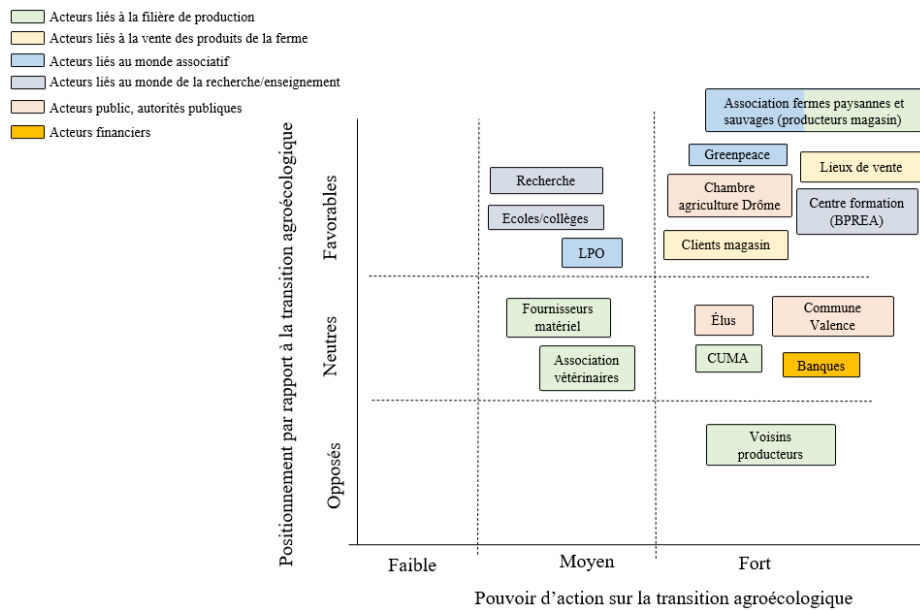 Acteurs liés à la filière de production
Acteurs liés à la vente des produits de la ferme
Acteurs liés au monde associatif
Acteurs liés au monde de la recherche/enseignement
Acteurs public, autorités publiques
Acteurs financiers
Positionnement par rapport à la transition agroécologique
Favorables
Neutres
Opposés
Association fermes paysannes et
sauvages (producteurs magasin)
Greenpeace
Lieux de vente
Recherche
Chambre
agriculture Drôme
Centre formation
(BPREA)
Ecoles/collèges
LPO
Clients magasin
Fournisseurs
matériel
Élus
Commune
Valence
Association
vétérinaires
CUMA
Banques
Voisins
producteurs
Faible
Moyen
Fort
Pouvoir d’action sur la transition agroécologique